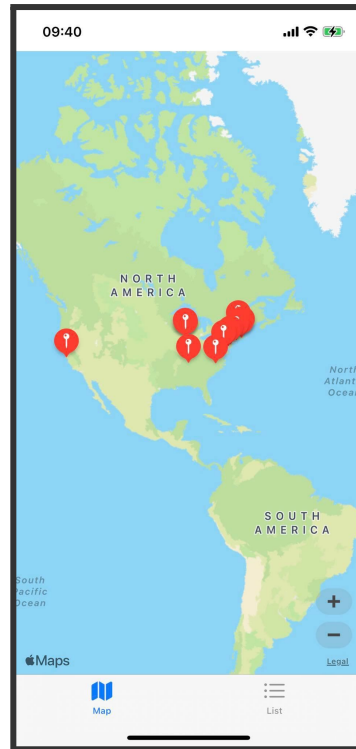 09:40
NORTH
AMERICA
North
Atlant
Ocea
SOUTH
AMERICA
South
Pacific
Ocean
Maps
Legal
Map
List